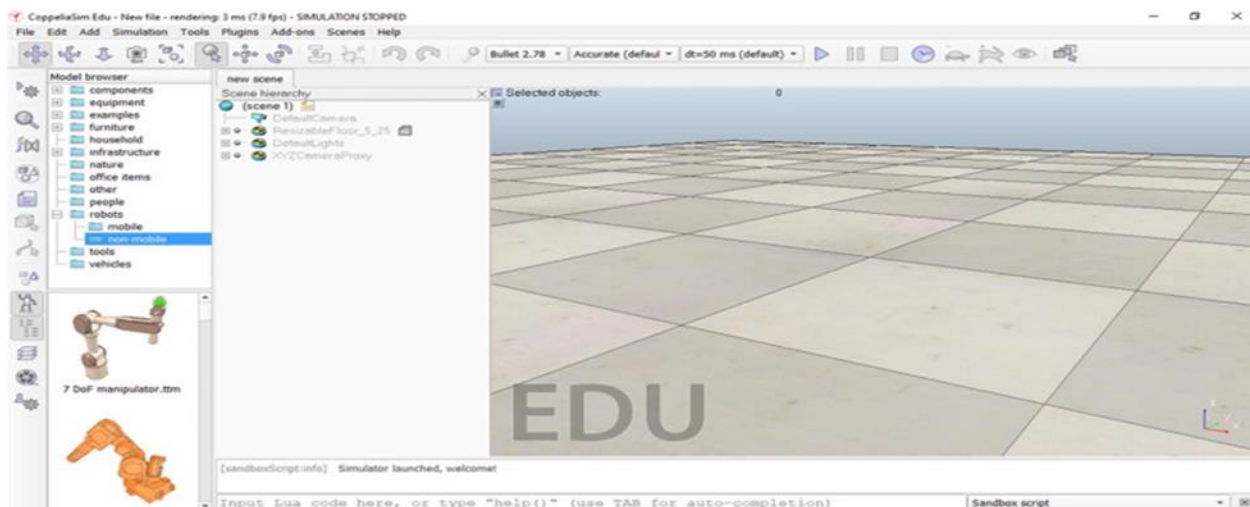 CoppeliaSim Edu - New file - rendering: 3 ms (7.9 fps) - SIMULATION STOPPED
File Edit Add Simulation Tools Plugins Add-ons Scenes Help
Bullet 2.78 Accurate (defaul dt=50 ms (default)
Model browser
components
equipment
examples
furniture
household
infrastructure
nature
office items
other
people
robots
mobile
non-mobile
tools
vehicles
7 DoF manipulator.ttm
new scene
Scene hierarchy
(scene 1)
DefaultCamera
ResizableFloor_5_25
DefaultLights
XYZCameraProxy
Selected objects: 0
EDU
[sandboxScript:info] Simulator launched, welcome!
Input Lua code here, or type "help()" (use TAB for auto-completion)
Sandbox script